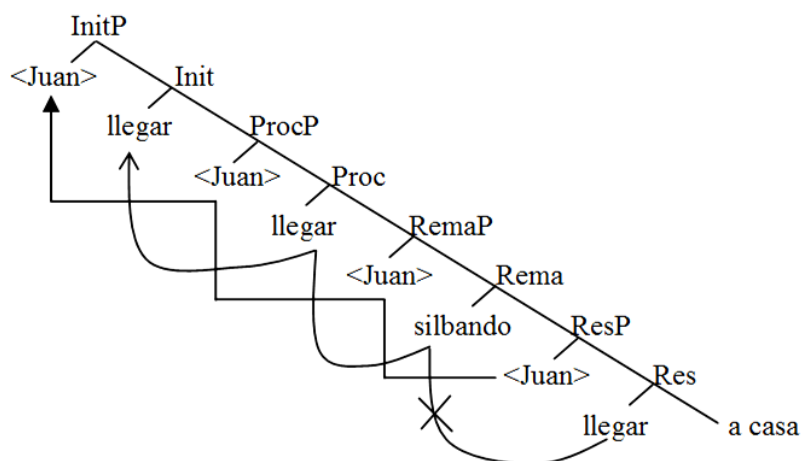 InitP
<Juan> Init
llegar ProcP
<Juan> Proc
llegar RemaP
<Juan> Rema
silbando ResP
<Juan> Res
llegar a casa